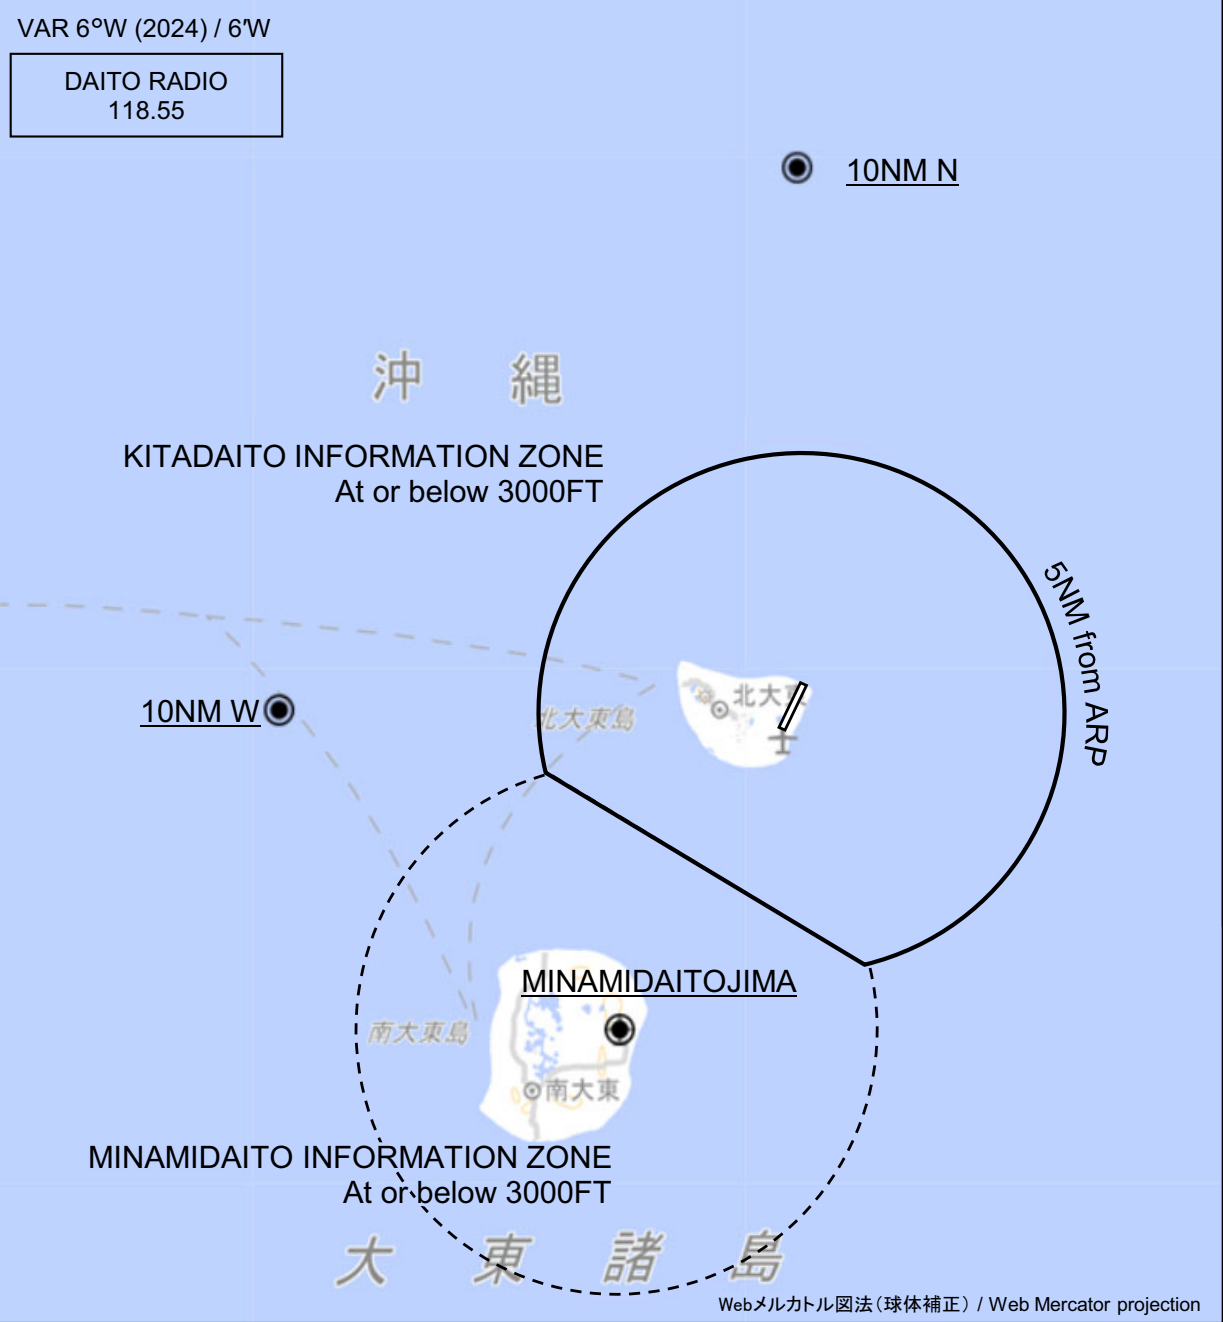 VAR 6°W (2024) / 6'W
DAITO RADIO
118.55
10NM N
沖縄
KITADAITO INFORMATION ZONE
At or below 3000FT
5NM from ARP
北大東
10NM W
北大東島
MINAMIDAITOJIMA
南大東島
南大東
MINAMIDAITO INFORMATION ZONE
At or below 3000FT
大東諸島
Webメルカトル図法(球体補正) / Web Mercator projection